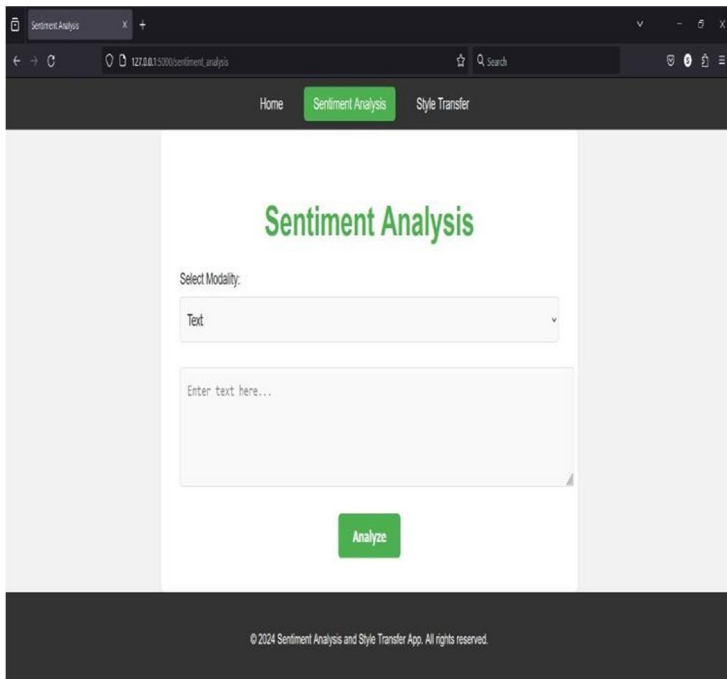 Sentiment Analysis
127.0.0.1:5000/sentiment_analysis
Search
Home Sentiment Analysis Style Transfer
Sentiment Analysis
Select Modality:
Text
Enter text here...
Analyze
© 2024 Sentiment Analysis and Style Transfer App. All rights reserved.